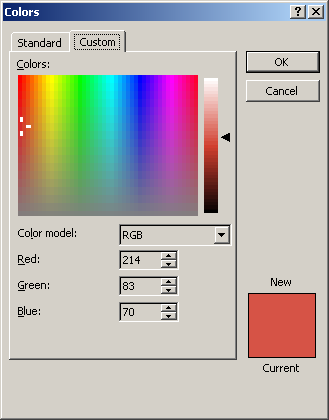 Colors
Standard
Custom
Colors:
OK
Cancel
Color model:
RGB
Red:
214
Green:
83
Blue:
70
New
Current